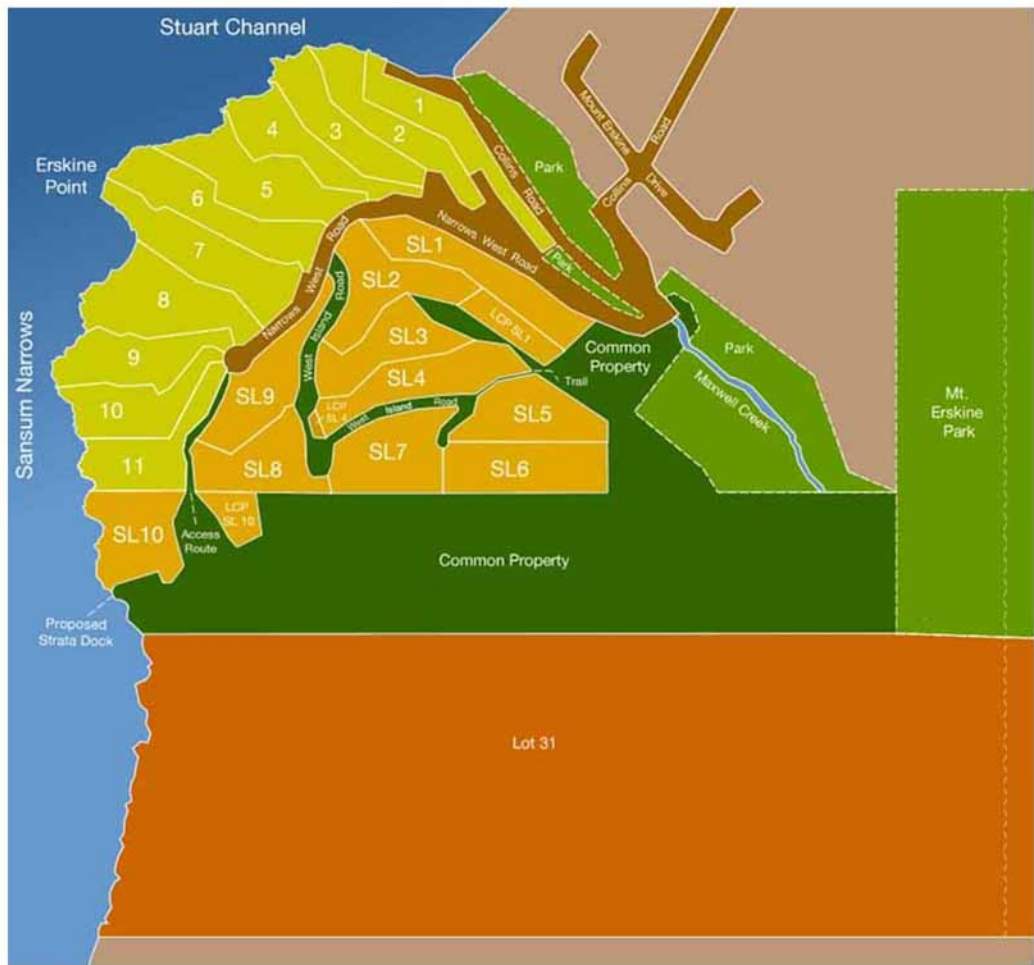 Stuart Channel
1
2
3
4
5
6
7
8
9
10
11
Erskine
Point
Sansum Narrows
Collins Road
Park
Mount Erskine
Drive
Collins
Road
Park
Narrows West Road
Narrows West Road
West Island Road
SL1
SL2
LCP SL1
SL3
SL4
LCP
SL 4
West Island Road
Trail
Common
Property
Park
Maxwell Creek
Mt.
Erskine
Park
SL5
SL6
SL7
SL8
SL9
SL10
LCP
SL 10
Access
Route
Common Property
Proposed
Strata Dock
Lot 31